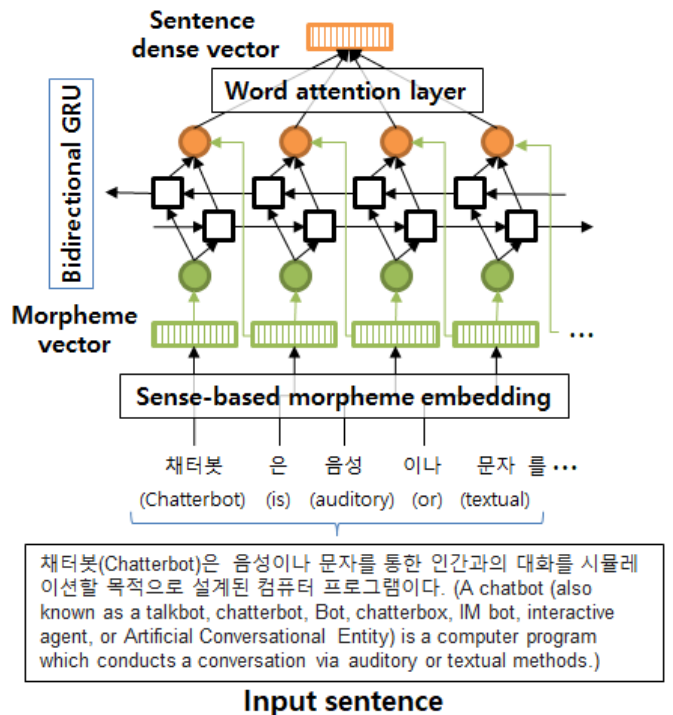 Sentence
dense vector
Word attention layer
Bidirectional GRU
Morpheme
vector
...
Sense-based morpheme embedding
채터봇 은 음성 이나 문자 를 ...
(Chatterbot) (is) (auditory) (or) (textual)
채터봇(Chatterbot)은 음성이나 문자를 통한 인간과의 대화를 시뮬레
이션할 목적으로 설계된 컴퓨터 프로그램이다. (A chatbot (also
known as a talkbot, chatterbot, Bot, chatterbox, IM bot, interactive
agent, or Artificial Conversational Entity) is a computer program
which conducts a conversation via auditory or textual methods.)
Input sentence